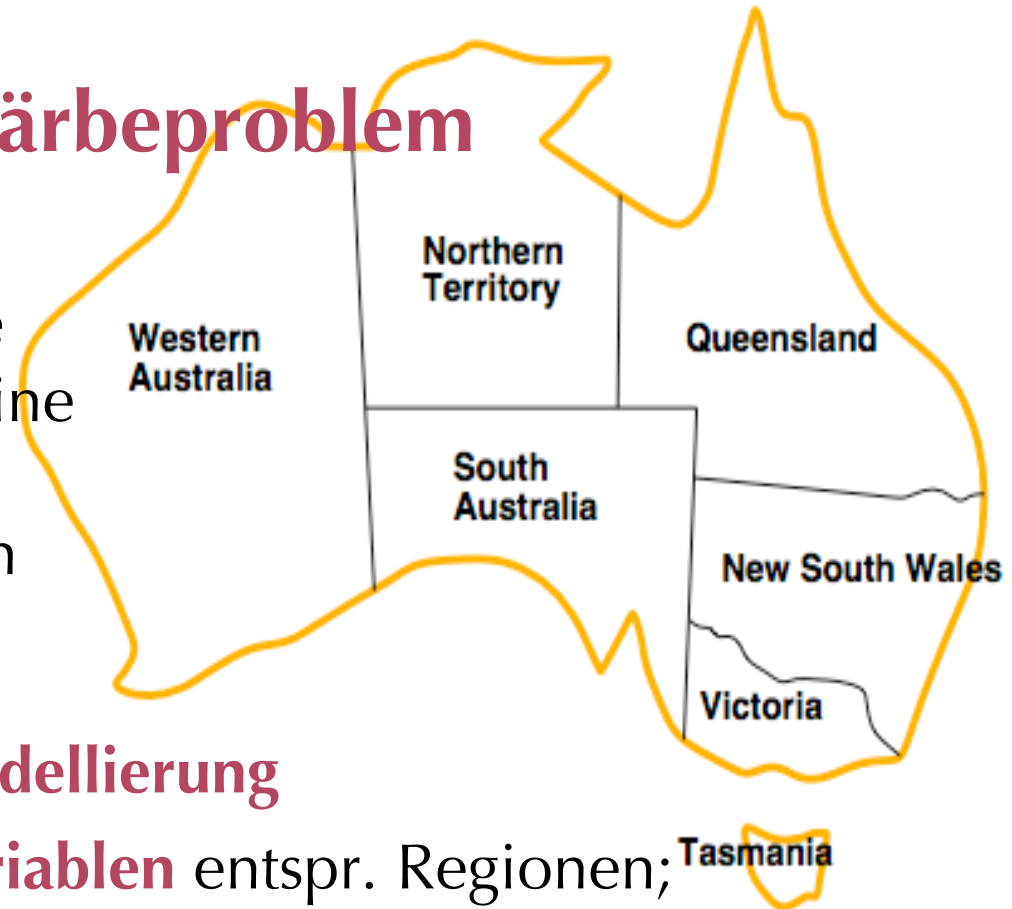 ärbeproblem
Northern
Territory
Western
Australia
Queensland
e
ine
South
Australia
n
New South Wales
Victoria
dellierung
riablen entspr. Regionen;
Tasmania